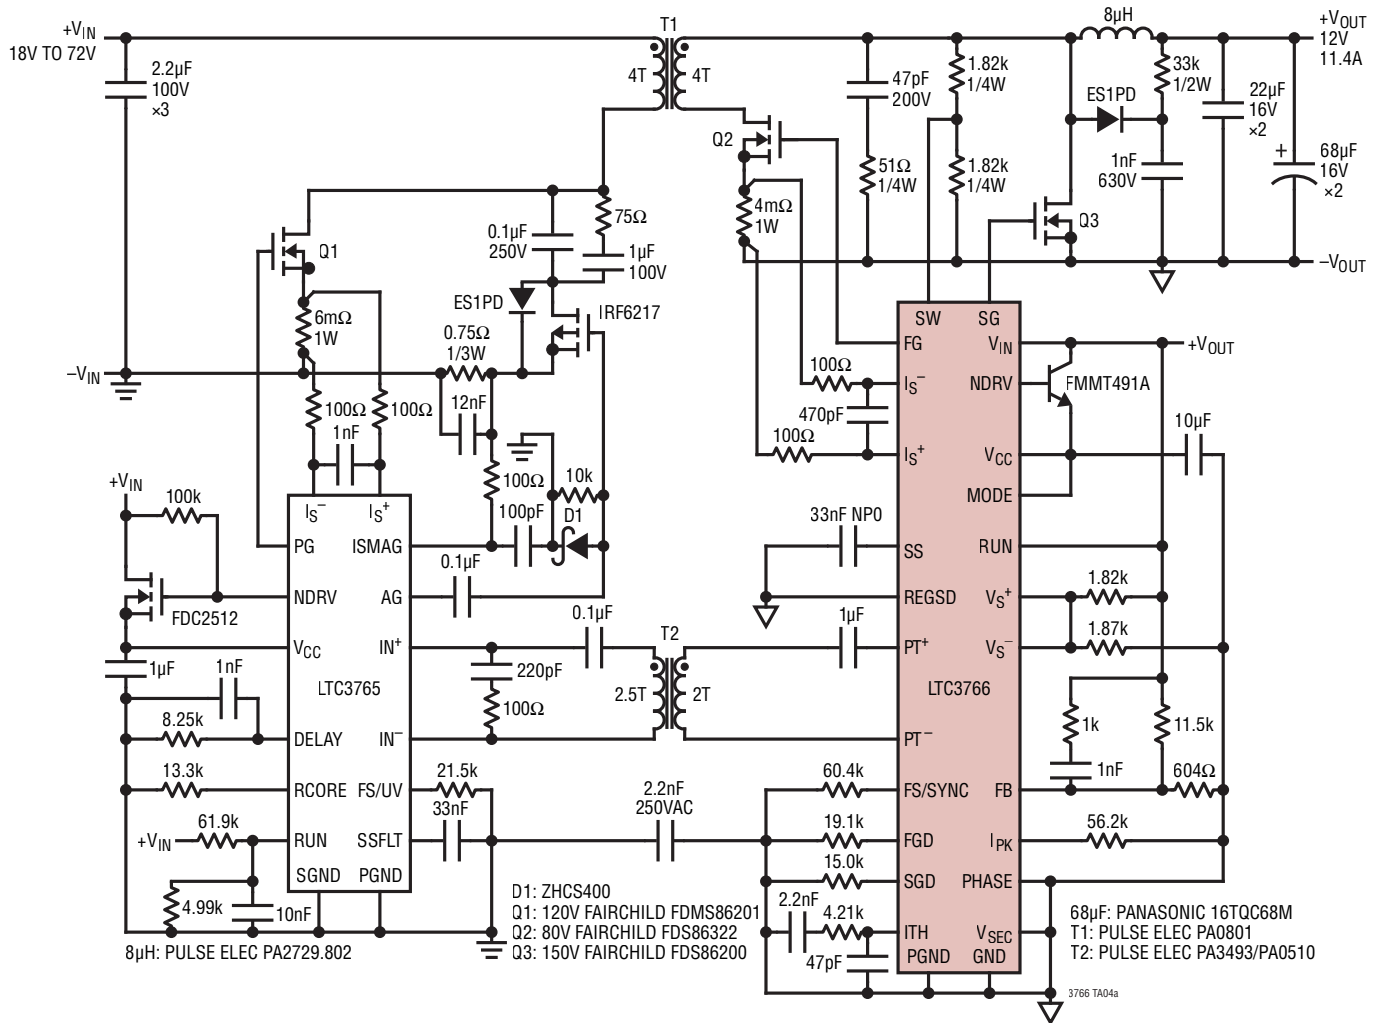 T1
8µH
+VIN
18V TO 72V
+VOUT
12V
11.4A
2.2µF
100V
×3
4T
4T
47pF
200V
1.82k
1/4W
33k
1/2W
ES1PD
22µF
16V
×2
Q2
51Ω
1/4W
1.82k
1/4W
1nF
630V
+
68µF
16V
×2
75Ω
4mΩ
1W
Q3
Q1
0.1µF
250V
1µF
100V
–VOUT
ES1PD
IRF6217
6mΩ
1W
0.75Ω
1/3W
SW
SG
FG
VIN
+VOUT
–VIN
100Ω
IS–
NDRV
FMMT491A
100Ω
100Ω
12nF
470pF
10µF
1nF
100Ω
IS+
VCC
+VIN
100Ω
10k
MODE
100k
IS–
IS+
100pF
D1
33nF NP0
PG
ISMAG
SS
RUN
0.1µF
1.82k
NDRV
AG
REGSD
VS+
FDC2512
0.1µF
T2
1µF
1.87k
VCC
IN+
PT+
VS–
1µF
1nF
220pF
LTC3765
2.5T
2T
LTC3766
8.25k
100Ω
1k
11.5k
DELAY
IN–
PT–
13.3k
21.5k
60.4k
1nF
RCORE
FS/UV
2.2nF
250VAC
FS/SYNC
FB
604Ω
61.9k
33nF
19.1k
56.2k
+VIN
RUN
SSFLT
FGD
IPK
15.0k
SGND
PGND
SGD
PHASE
4.99k
10nF
D1: ZHCS400
2.2nF
4.21k
68µF: PANASONIC 16TQC68M
Q1: 120V FAIRCHILD FDMS86201
ITH
VSEC
T1: PULSE ELEC PA0801
8µH: PULSE ELEC PA2729.802
Q2: 80V FAIRCHILD FDS86322
Q3: 150V FAIRCHILD FDS86200
47pF
PGND
GND
T2: PULSE ELEC PA3493/PA0510
3766 TA04a